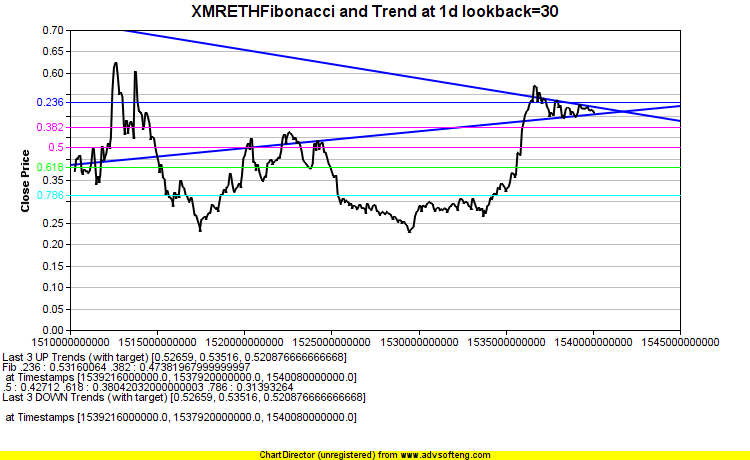 XMRETHFibonacci and Trend at 1d lookback=30
Close Price
0.70
0.65
0.60
0.236
0.382
0.5
0.618
0.35
0.786
0.25
0.20
0.15
0.10
0.05
0.00
1510000000000 1515000000000 1520000000000 1525000000000 1530000000000 1535000000000 1540000000000 1545000000000
Last 3 UP Trends (with target) [0.52659, 0.53516, 0.520876666666668]
Fib .236 : 0.53160064 .382 : 0.47381967999999997
at Timestamps [1539216000000.0, 1537920000000.0, 1540080000000.0]
.5 : 0.42712 .618 : 0.38042032000000003 .786 : 0.31393264
Last 3 DOWN Trends (with target) [0.52659, 0.53516, 0.520876666666668]
at Timestamps [1539216000000.0, 1537920000000.0, 1540080000000.0]
ChartDirector (unregistered) from www.advsofteng.com